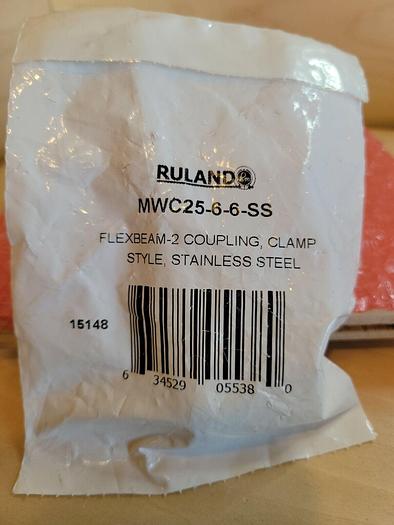 RULAND
MWC25-6-6-SS
FLEXBEAM-2 COUPLING, CLAMP
STYLE, STAINLESS STEEL
15148
6 34529 05538 0